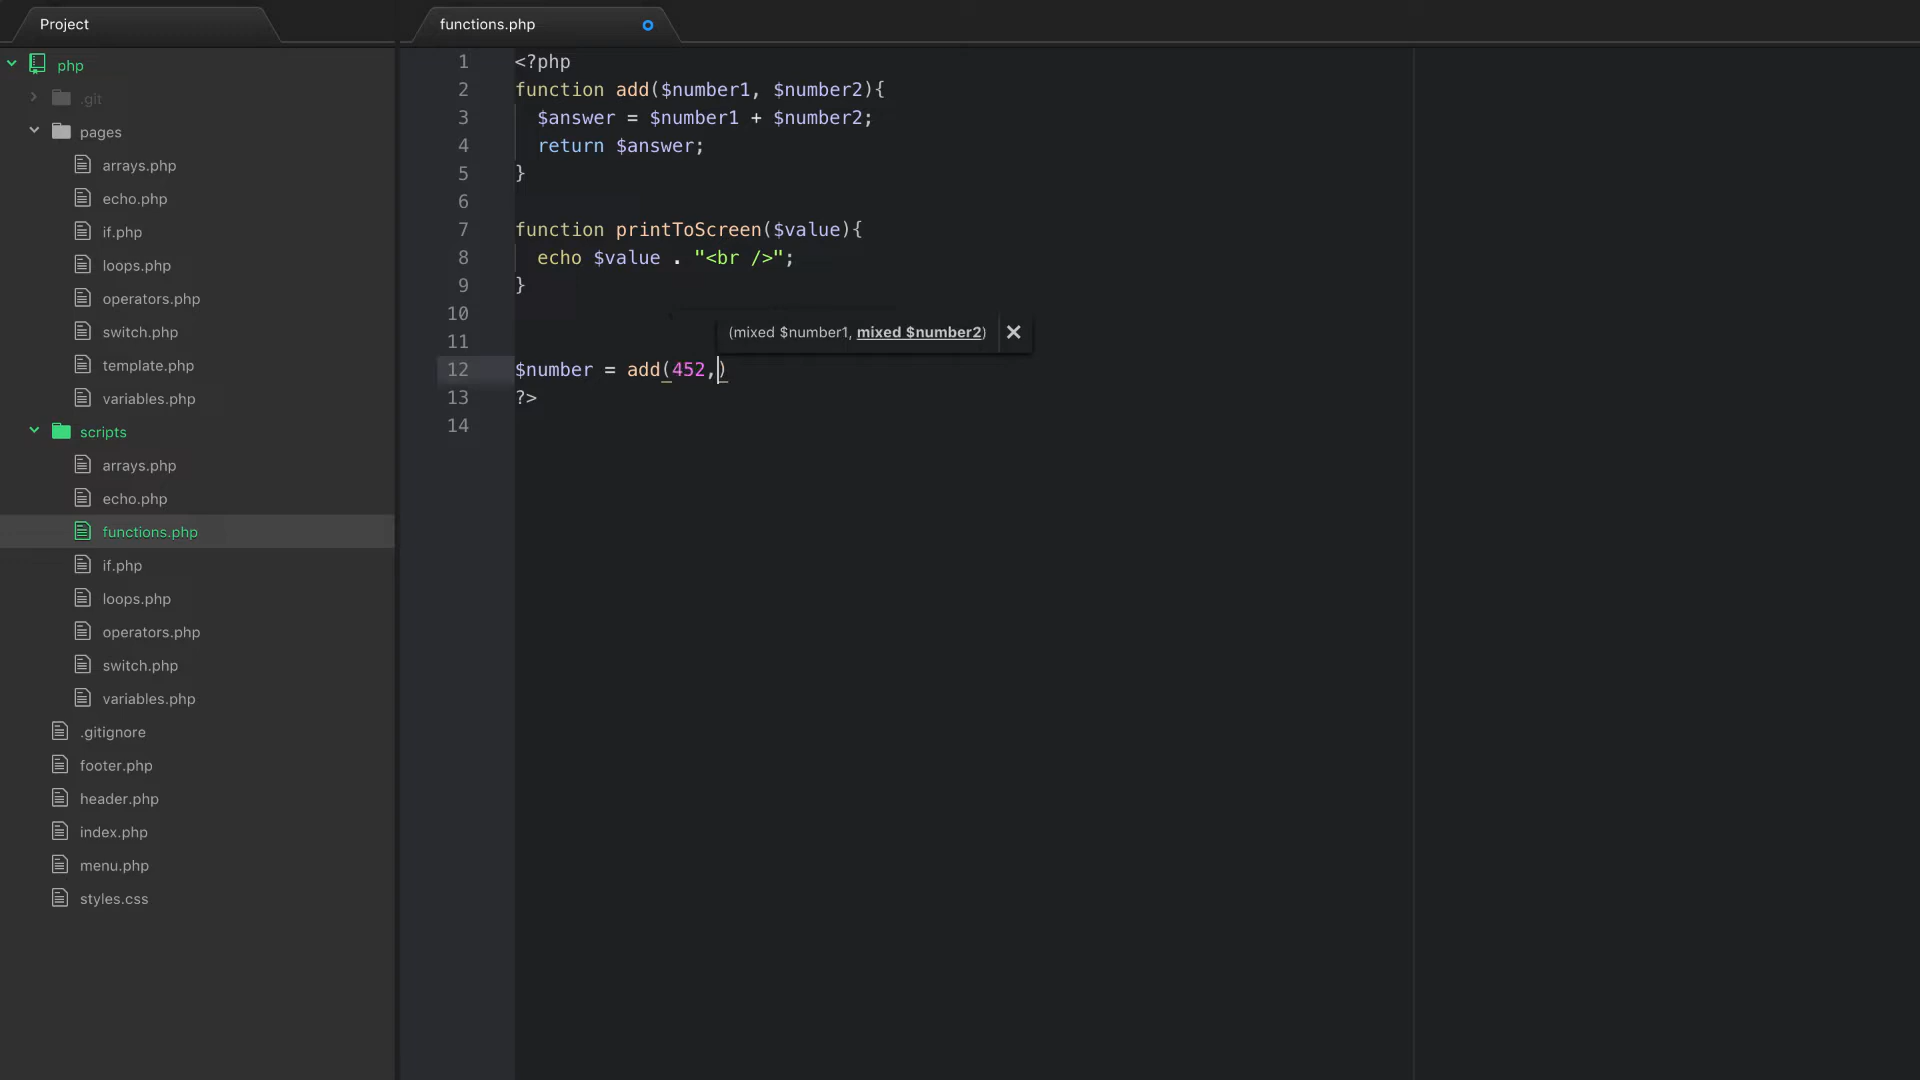 Project
php
.git
pages
arrays.php
echo.php
if.php
loops.php
operators.php
switch.php
template.php
variables.php
scripts
arrays.php
echo.php
functions.php
if.php
loops.php
operators.php
switch.php
variables.php
.gitignore
footer.php
header.php
index.php
menu.php
styles.css
functions.php
1 <?php
2 function add($number1, $number2){
3 $answer = $number1 + $number2;
4 return $answer;
5 }
6
7 function printToScreen($value){
8 echo $value . "<br />";
9 }
10
11
(mixed $number1, mixed $number2)
12 $number = add(452,)
13 ?>
14